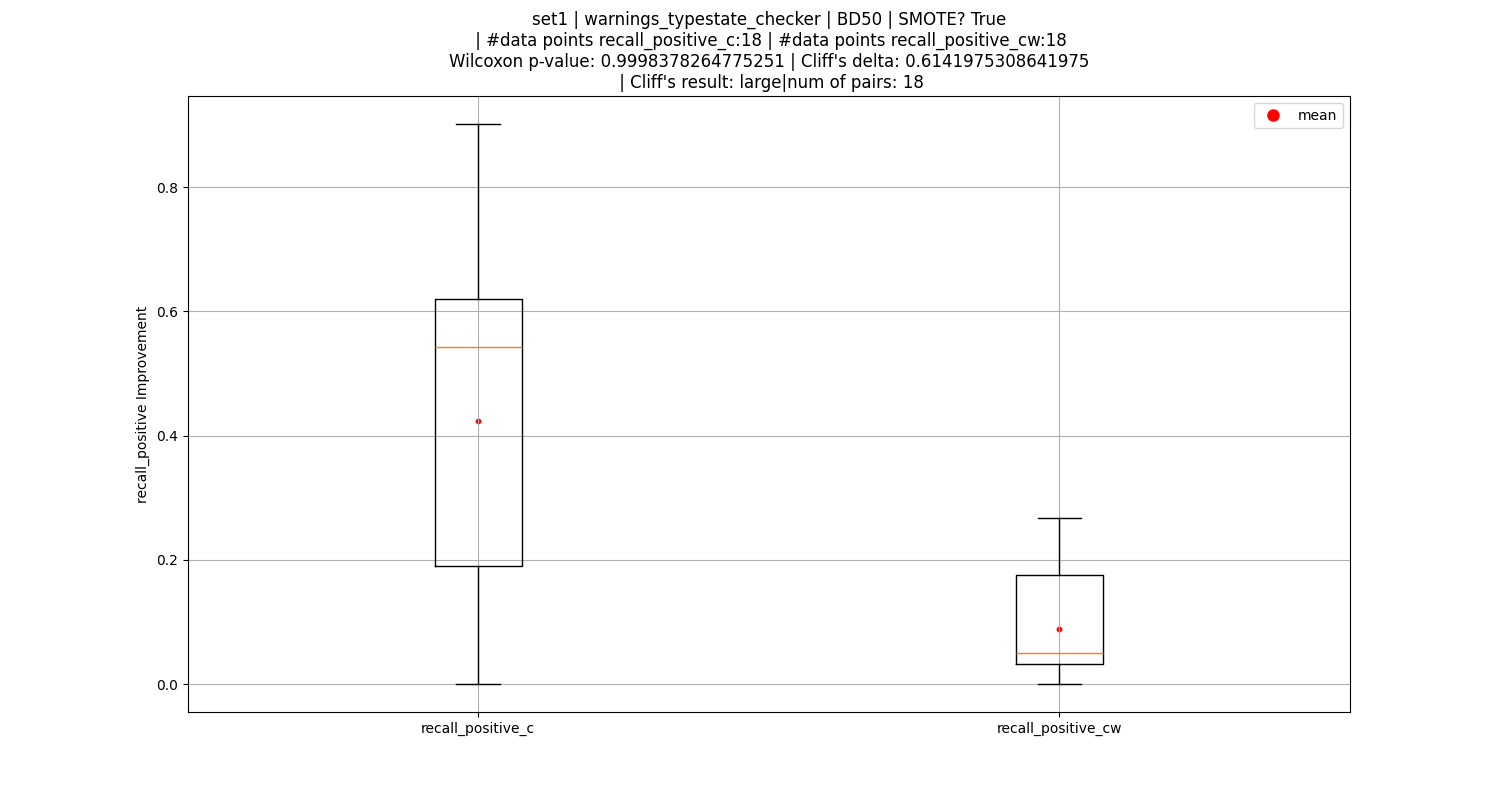 set1 | warnings_typestate_checker | BD50 | SMOTE? True
| #data points recall_positive_c:18 | #data points recall_positive_cw:18
Wilcoxon p-value: 0.9998378264775251 | Cliff's delta: 0.6141975308641975
| Cliff's result: large|num of pairs: 18
mean
0.8
0.6
0.4
0.2
0.0
recall_positive Improvement
recall_positive_c
recall_positive_cw